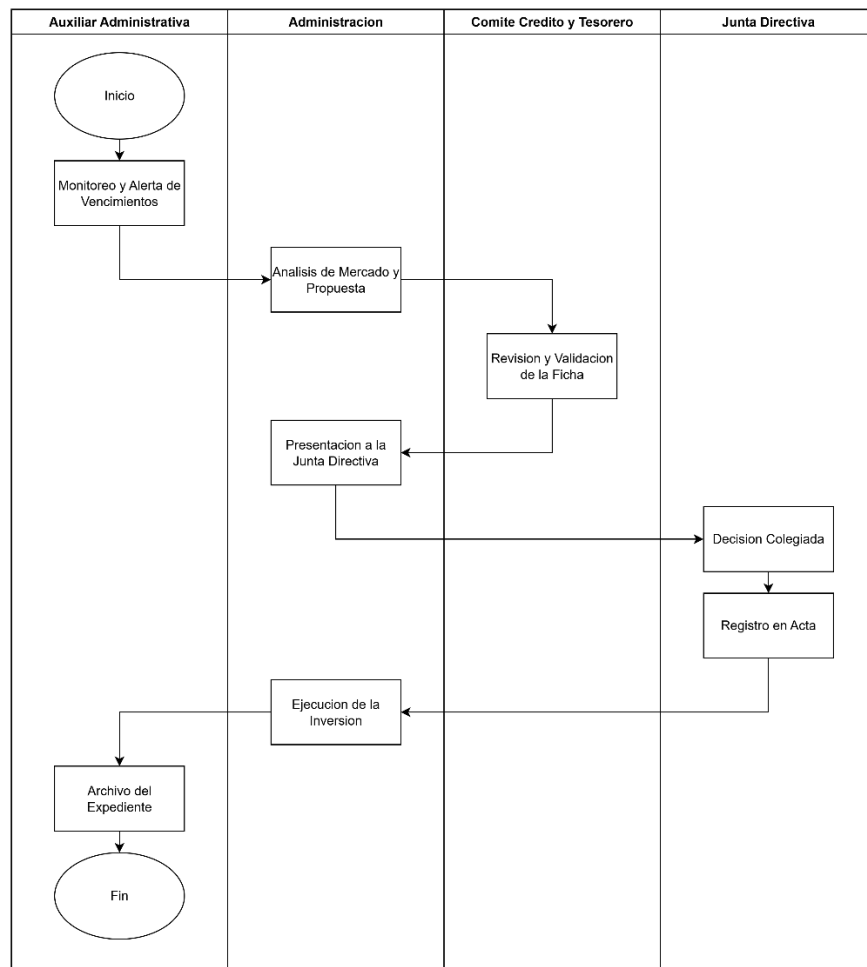 Auxiliar Administrativa
Administracion
Comite Credito y Tesorero
Junta Directiva
Inicio
Monitoreo y Alerta de
Vencimientos
Analisis de Mercado y
Propuesta
Revision y Validacion
de la Ficha
Presentacion a la
Junta Directiva
Decision Colegiada
Registro en Acta
Ejecucion de la
Inversion
Archivo del
Expediente
Fin